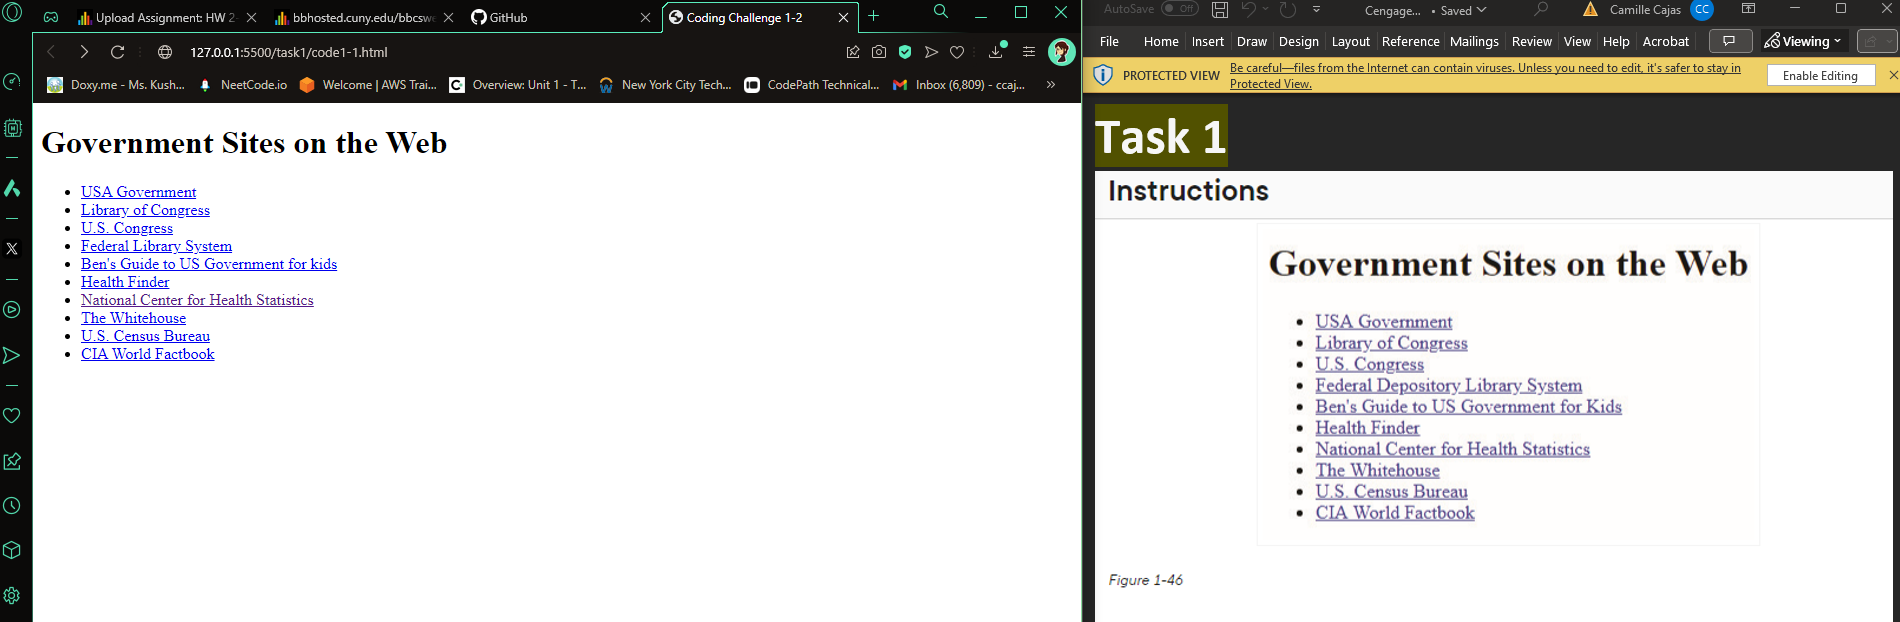 Upload Assignment: HW 2
bbhosted.cuny.edu/bbcswe
GitHub
Coding Challenge 1-2
127.0.0.1:5500/task1/code1-1.html
Doxy.me - Ms. Kush...
NeetCode.io
Welcome | AWS Trai...
Overview: Unit 1 - T...
New York City Tech...
CodePath Technical...
Inbox (6,809) - ccaj...
»
Government Sites on the Web
• USA Government
• Library of Congress
• U.S. Congress
• Federal Library System
• Ben's Guide to US Government for kids
• Health Finder
• National Center for Health Statistics
• The Whitehouse
• U.S. Census Bureau
• CIA World Factbook
AutoSave Off
Cengage... • Saved
Camille Cajas CC
File Home Insert Draw Design Layout Reference Mailings Review View Help Acrobat Viewing
PROTECTED VIEW Be careful—files from the Internet can contain viruses. Unless you need to edit, it's safer to stay in
Protected View.
Enable Editing
Task 1
Instructions
Government Sites on the Web
• USA Government
• Library of Congress
• U.S. Congress
• Federal Depository Library System
• Ben's Guide to US Government for Kids
• Health Finder
• National Center for Health Statistics
• The Whitehouse
• U.S. Census Bureau
• CIA World Factbook
Figure 1-46